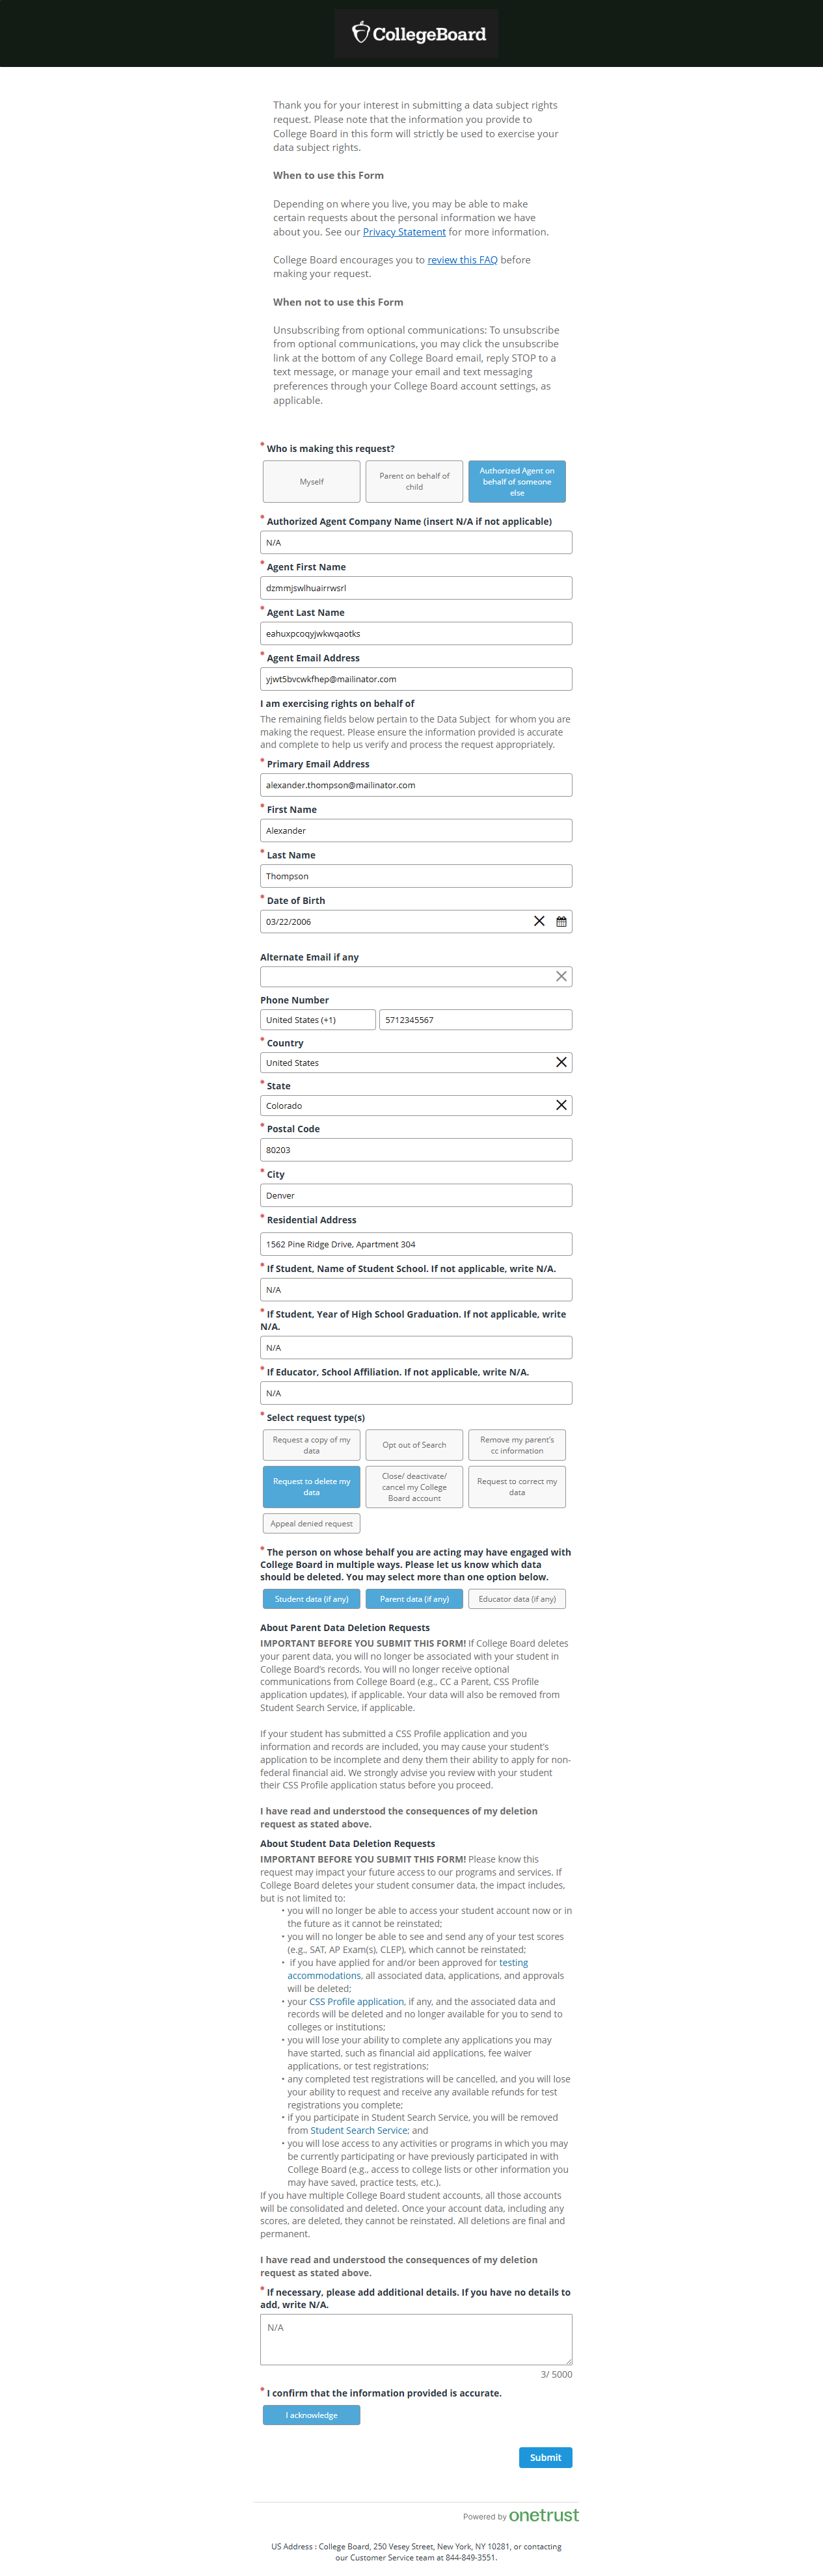 CollegeBoard
Thank you for your interest in submitting a data subject rights
request. Please note that the information you provide to
College Board in this form will strictly be used to exercise your
data subject rights.
When to use this Form
Depending on where you live, you may be able to make
certain requests about the personal information we have
about you. See our Privacy Statement for more information.
College Board encourages you to review this FAQ before
making your request.
When not to use this Form
Unsubscribing from optional communications: To unsubscribe
from optional communications, you may click the unsubscribe
link at the bottom of any College Board email, reply STOP to a
text message, or manage your email and text messaging
preferences through your College Board account settings, as
applicable.
* Who is making this request?
Myself
Parent on behalf of
child
Authorized Agent on
behalf of someone
else
* Authorized Agent Company Name (insert N/A if not applicable)
N/A
* Agent First Name
dzmmjswlhuairrwsrl
* Agent Last Name
eahuxpcoqyjwkwqaotks
* Agent Email Address
yjwt5bvcwkfhep@mailinator.com
I am exercising rights on behalf of
The remaining fields below pertain to the Data Subject for whom you are
making the request. Please ensure the information provided is accurate
and complete to help us verify and process the request appropriately.
* Primary Email Address
alexander.thompson@mailinator.com
* First Name
Alexander
* Last Name
Thompson
* Date of Birth
03/22/2006
Alternate Email if any
Phone Number
United States (+1) 5712345567
* Country
United States
* State
Colorado
* Postal Code
80203
* City
Denver
* Residential Address
1562 Pine Ridge Drive, Apartment 304
* If Student, Name of Student School. If not applicable, write N/A.
N/A
* If Student, Year of High School Graduation. If not applicable, write
N/A.
N/A
* If Educator, School Affiliation. If not applicable, write N/A.
N/A
* Select request type(s)
Request a copy of my
data
Opt out of Search
Remove my parent's
cc information
Request to delete my
data
Close/ deactivate/
cancel my College
Board account
Request to correct my
data
Appeal denied request
* The person on whose behalf you are acting may have engaged with
College Board in multiple ways. Please let us know which data
should be deleted. You may select more than one option below.
Student data (if any)
Parent data (if any)
Educator data (if any)
About Parent Data Deletion Requests
IMPORTANT BEFORE YOU SUBMIT THIS FORM! If College Board deletes
your parent data, you will no longer be associated with your student in
College Board's records. You will no longer receive optional
communications from College Board (e.g., CC a Parent, CSS Profile
application updates), if applicable. Your data will also be removed from
Student Search Service, if applicable.
If your student has submitted a CSS Profile application and you
information and records are included, you may cause your student's
application to be incomplete and deny them their ability to apply for non-
federal financial aid. We strongly advise you review with your student
their CSS Profile application status before you proceed.
I have read and understood the consequences of my deletion
request as stated above.
About Student Data Deletion Requests
IMPORTANT BEFORE YOU SUBMIT THIS FORM! Please know this
request may impact your future access to our programs and services. If
College Board deletes your student consumer data, the impact includes,
but is not limited to:
• you will no longer be able to access your student account now or in
the future as it cannot be reinstated;
• you will no longer be able to see and send any of your test scores
(e.g., SAT, AP Exam(s), CLEP), which cannot be reinstated;
• if you have applied for and/or been approved for testing
accommodations, all associated data, applications, and approvals
will be deleted;
• your CSS Profile application, if any, and the associated data and
records will be deleted and no longer available for you to send to
colleges or institutions;
• you will lose your ability to complete any applications you may
have started, such as financial aid applications, fee waiver
applications, or test registrations;
• any completed test registrations will be cancelled, and you will lose
your ability to request and receive any available refunds for test
registrations you complete;
• if you participate in Student Search Service, you will be removed
from Student Search Service; and
• you will lose access to any activities or programs in which you may
be currently participating or have previously participated in with
College Board (e.g., access to college lists or other information you
may have saved, practice tests, etc.).
If you have multiple College Board student accounts, all those accounts
will be consolidated and deleted. Once your account data, including any
scores, are deleted, they cannot be reinstated. All deletions are final and
permanent.
I have read and understood the consequences of my deletion
request as stated above.
* If necessary, please add additional details. If you have no details to
add, write N/A.
N/A
3/ 5000
* I confirm that the information provided is accurate.
I acknowledge
Submit
Powered by onetrust
US Address : College Board, 250 Vesey Street, New York, NY 10281, or contacting
our Customer Service team at 844-849-3551.